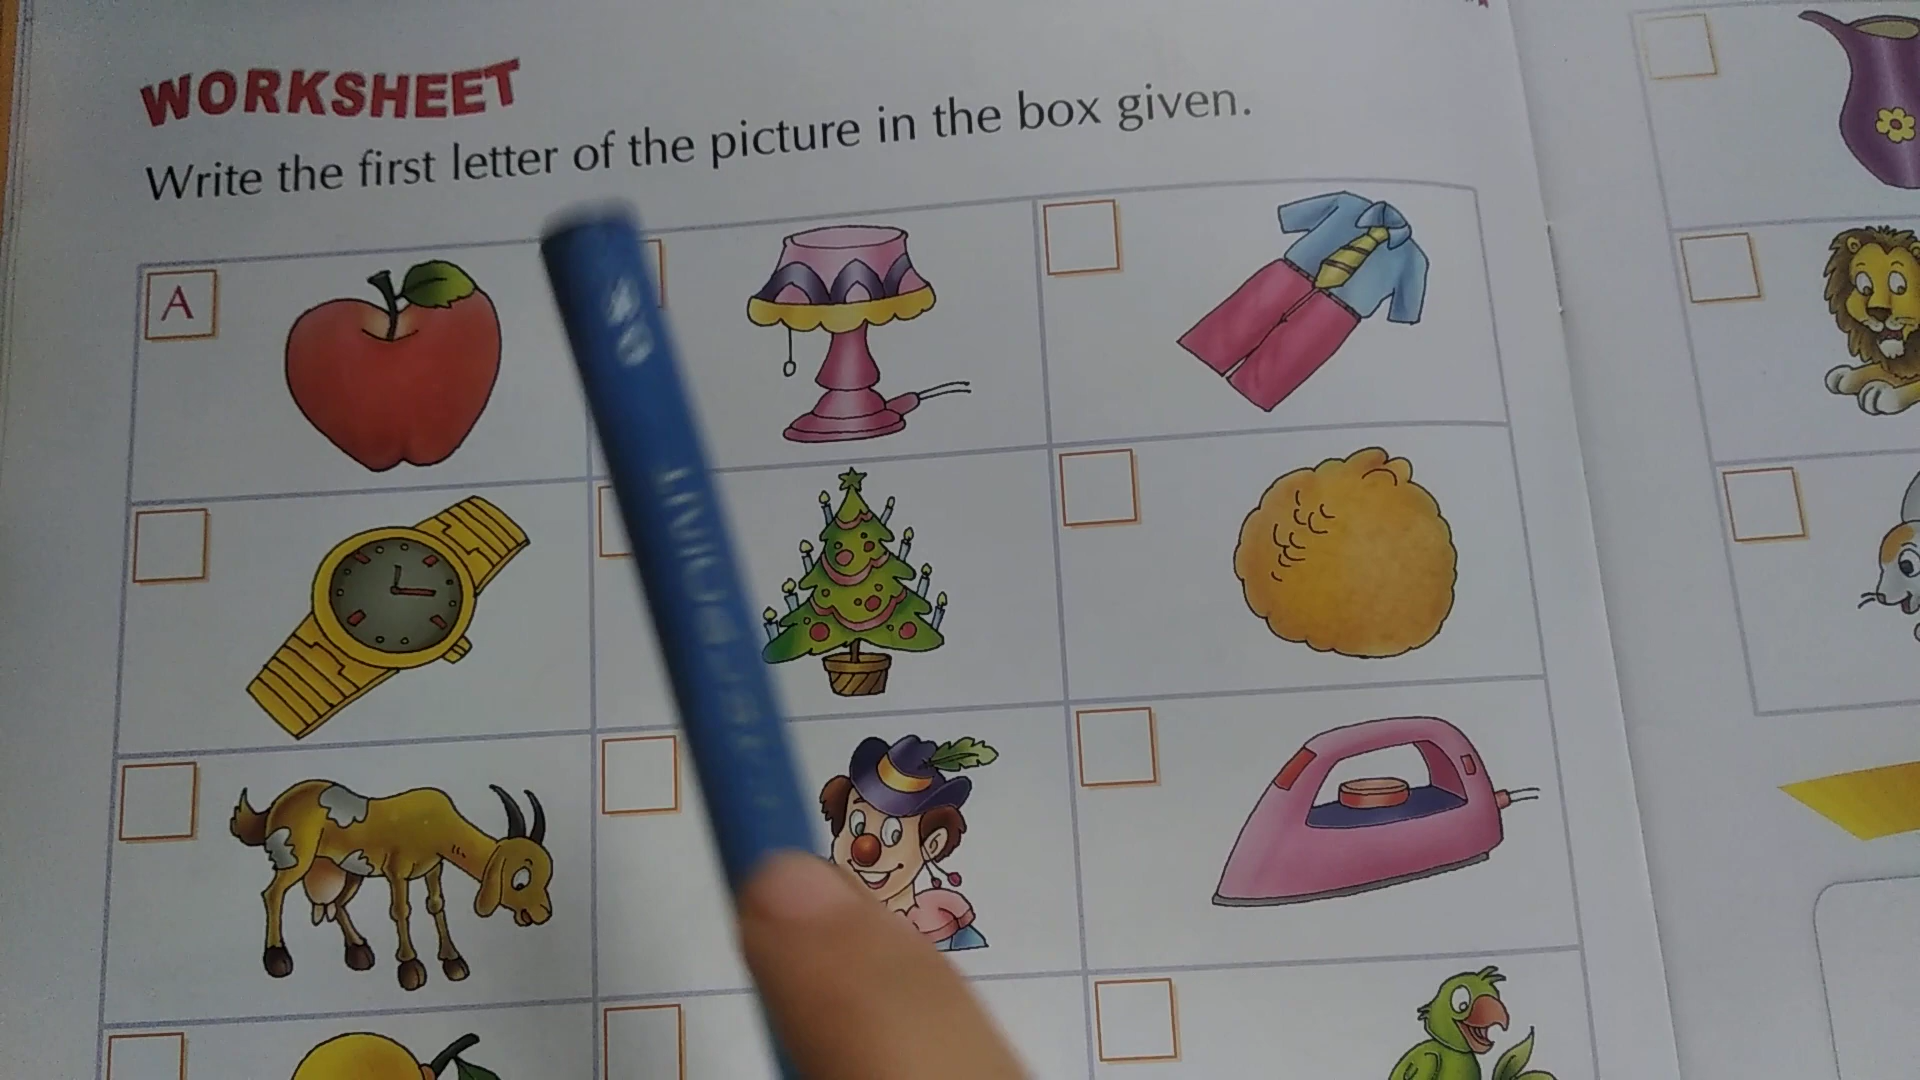 WORKSHEET
Write the first letter of the picture in the box given.
A